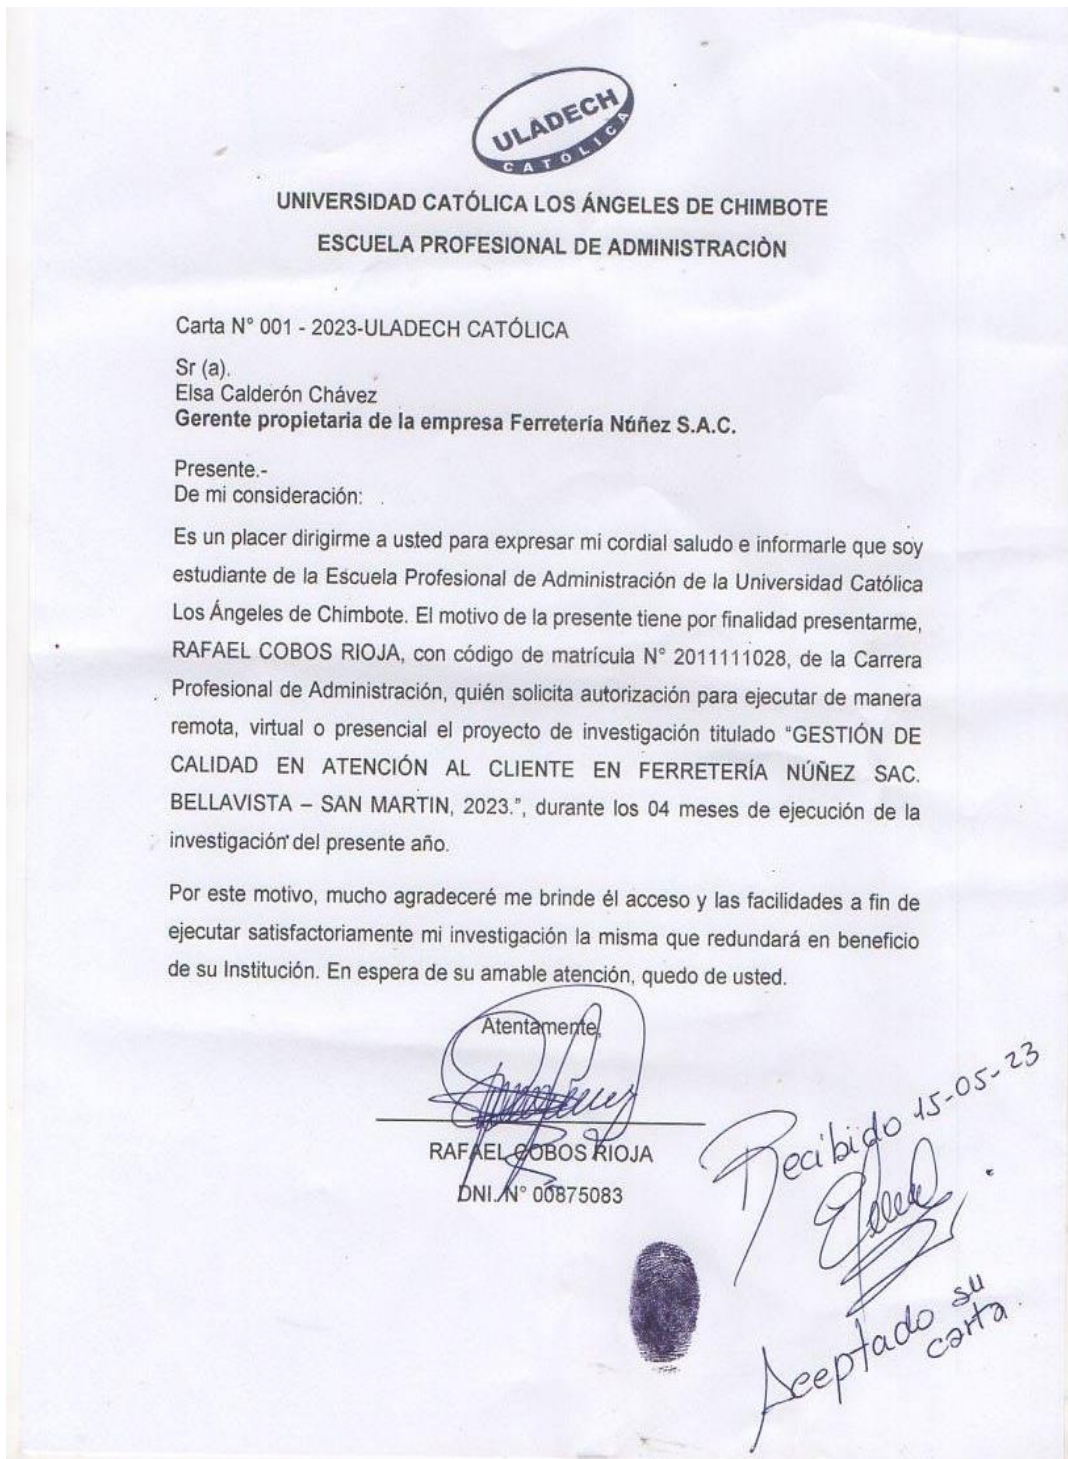 ULADECH
CATÓLICA
UNIVERSIDAD CATÓLICA LOS ÁNGELES DE CHIMBOTE
ESCUELA PROFESIONAL DE ADMINISTRACIÒN
Carta N° 001 - 2023-ULADECH CATÓLICA
Sr (a).
Elsa Calderón Chávez
Gerente propietaria de la empresa Ferretería Núñez S.A.C.
Presente.-
De mi consideración:
Es un placer dirigirme a usted para expresar mi cordial saludo e informarle que soy
estudiante de la Escuela Profesional de Administración de la Universidad Católica
Los Ángeles de Chimbote. El motivo de la presente tiene por finalidad presentarme,
RAFAEL COBOS RIOJA, con código de matrícula N° 2011111028, de la Carrera
Profesional de Administración, quién solicita autorización para ejecutar de manera
remota, virtual o presencial el proyecto de investigación titulado “GESTIÓN DE
CALIDAD EN ATENCIÓN AL CLIENTE EN FERRETERÍA NÚÑEZ SAC.
BELLAVISTA – SAN MARTIN, 2023.”, durante los 04 meses de ejecución de la
investigación del presente año.
Por este motivo, mucho agradeceré me brinde él acceso y las facilidades a fin de
ejecutar satisfactoriamente mi investigación la misma que redundará en beneficio
de su Institución. En espera de su amable atención, quedo de usted.
Atentamente,
RAFAEL COBOS RIOJA
DNI. N° 00875083
Recibido 15-05-23
Aceptado su
carta.